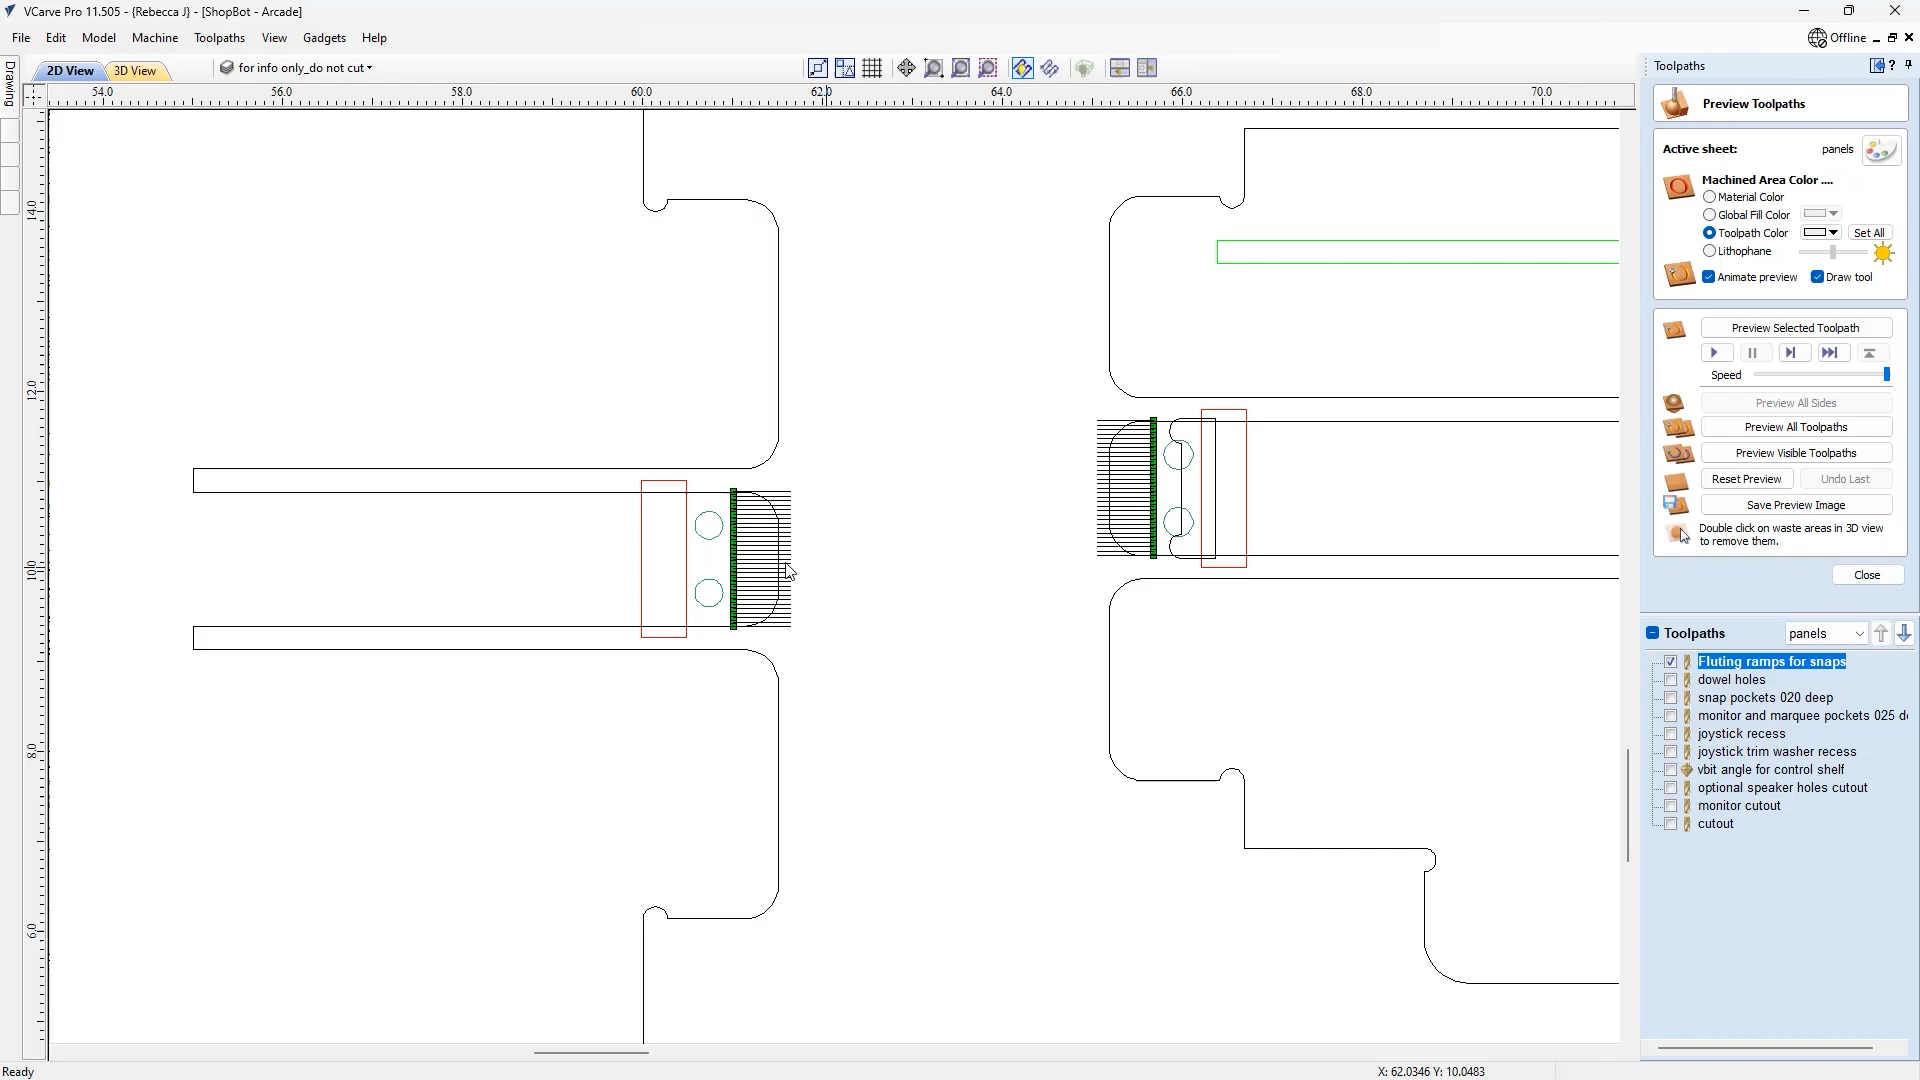 VCarve Pro 11.505 - {Rebecca J} - [ShopBot - Arcade]
File Edit Model Machine Toolpaths View Gadgets Help
Offline
Drawing
2D View 3D View for info only_do not cut
54.0 56.0 58.0 60.0 62.0 64.0 66.0 68.0 70.0
14.0
12.0
10.0
8.0
6.0
Toolpaths
Preview Toolpaths
Active sheet: panels
Machined Area Color ....
Material Color
Global Fill Color
Toolpath Color Set All
Lithophane
Animate preview Draw tool
Preview Selected Toolpath
Speed
Preview All Sides
Preview All Toolpaths
Preview Visible Toolpaths
Reset Preview Undo Last
Save Preview Image
Double click on waste areas in 3D view
to remove them.
Close
Toolpaths panels
Fluting ramps for snaps
dowel holes
snap pockets 020 deep
monitor and marquee pockets 025 d
joystick recess
joystick trim washer recess
vbit angle for control shelf
optional speaker holes cutout
monitor cutout
cutout
Ready
X: 62.0346 Y: 10.0483